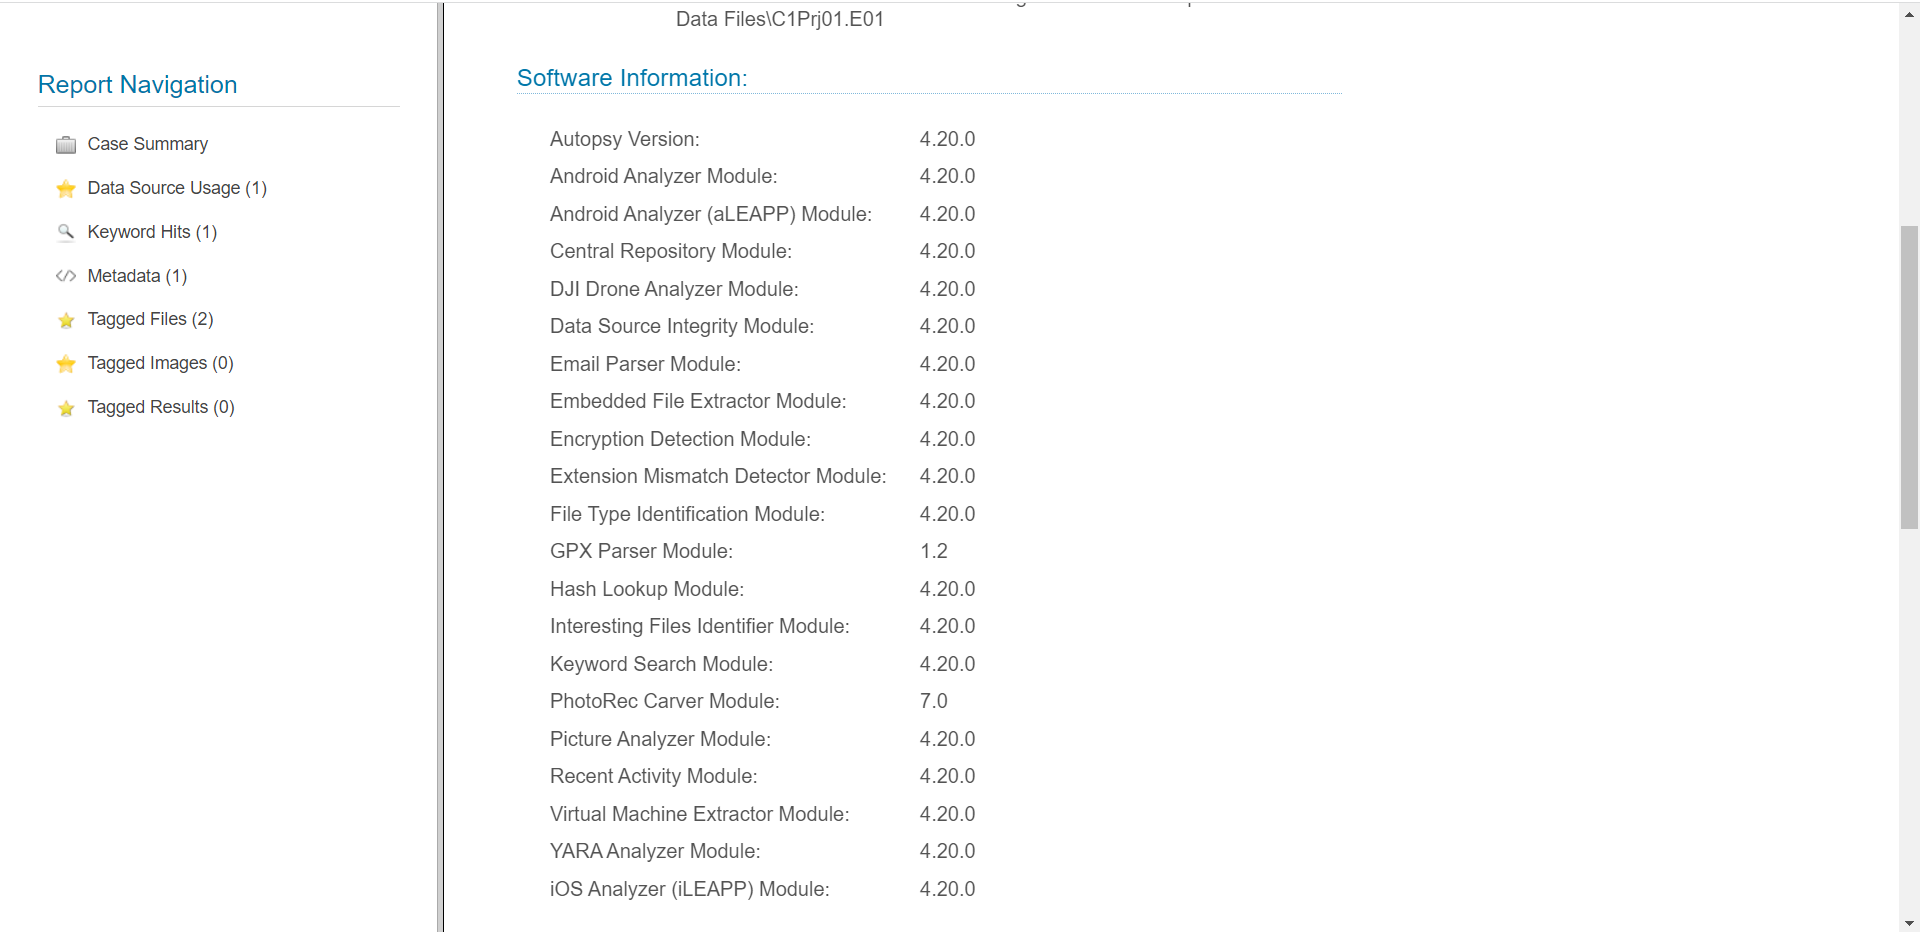 Report Navigation
Case Summary
Data Source Usage (1)
Keyword Hits (1)
Metadata (1)
Tagged Files (2)
Tagged Images (0)
Tagged Results (0)
Data Files\C1Prj01.E01
Software Information:
Autopsy Version: 4.20.0
Android Analyzer Module: 4.20.0
Android Analyzer (aLEAPP) Module: 4.20.0
Central Repository Module: 4.20.0
DJI Drone Analyzer Module: 4.20.0
Data Source Integrity Module: 4.20.0
Email Parser Module: 4.20.0
Embedded File Extractor Module: 4.20.0
Encryption Detection Module: 4.20.0
Extension Mismatch Detector Module: 4.20.0
File Type Identification Module: 4.20.0
GPX Parser Module: 1.2
Hash Lookup Module: 4.20.0
Interesting Files Identifier Module: 4.20.0
Keyword Search Module: 4.20.0
PhotoRec Carver Module: 7.0
Picture Analyzer Module: 4.20.0
Recent Activity Module: 4.20.0
Virtual Machine Extractor Module: 4.20.0
YARA Analyzer Module: 4.20.0
iOS Analyzer (iLEAPP) Module: 4.20.0